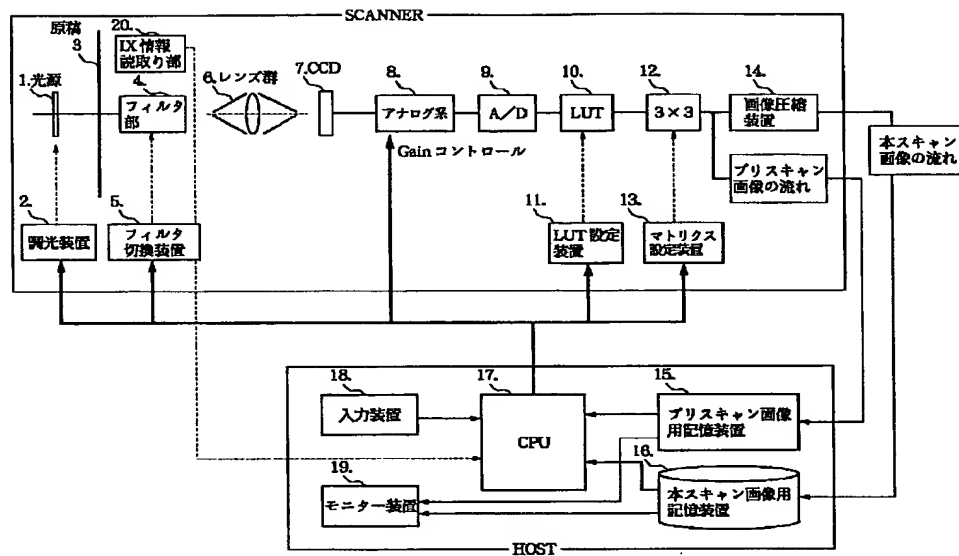 SCANNER
原稿
3.
20.
IX情報
読取り部
1.光源
4.
フィルタ
部
6.レンズ群
7.CCD
8.
アナログ系
9.
A/D
10.
LUT
12.
3×3
14.
画像圧縮
装置
本スキャン
画像の流れ
Gainコントロール
プリスキャン
画像の流れ
2.
調光装置
5.
フィルタ
切換装置
11.
LUT設定
装置
13.
マトリクス
設定装置
18.
入力装置
17.
CPU
15.
プリスキャン画像
用記憶装置
19.
モニター装置
16.
本スキャン画像用
記憶装置
HOST